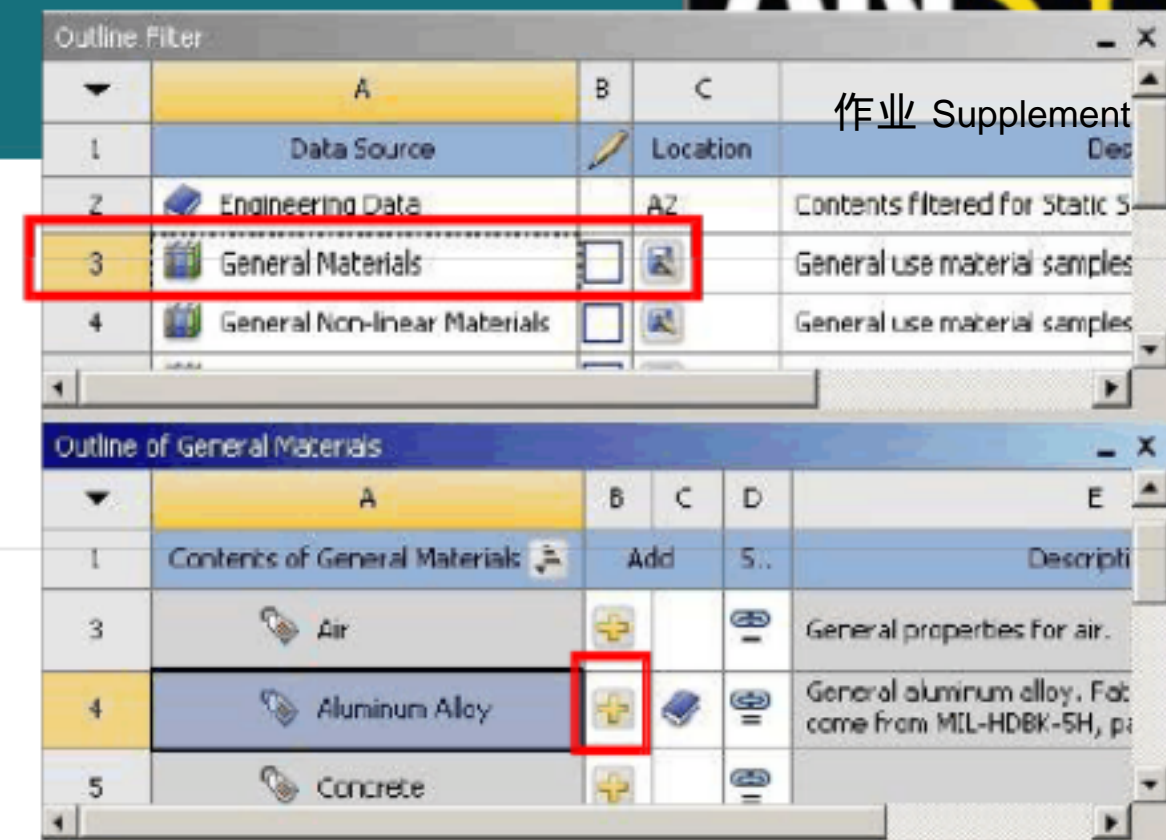 Outline Filter
A B C
作业 Supplement
1 Data Source Location Des
2 Engineering Data A2 Contents filtered for Static S
3 General Materials General use material samples
4 General Non-linear Materials General use material samples
Outline of General Materials
A B C D E
1 Contents of General Materials Add S.. Descripti
3 Air General properties for air.
4 Aluminum Alloy General aluminum alloy. Fat
come from MIL-HDBK-5H, pa
5 Concrete